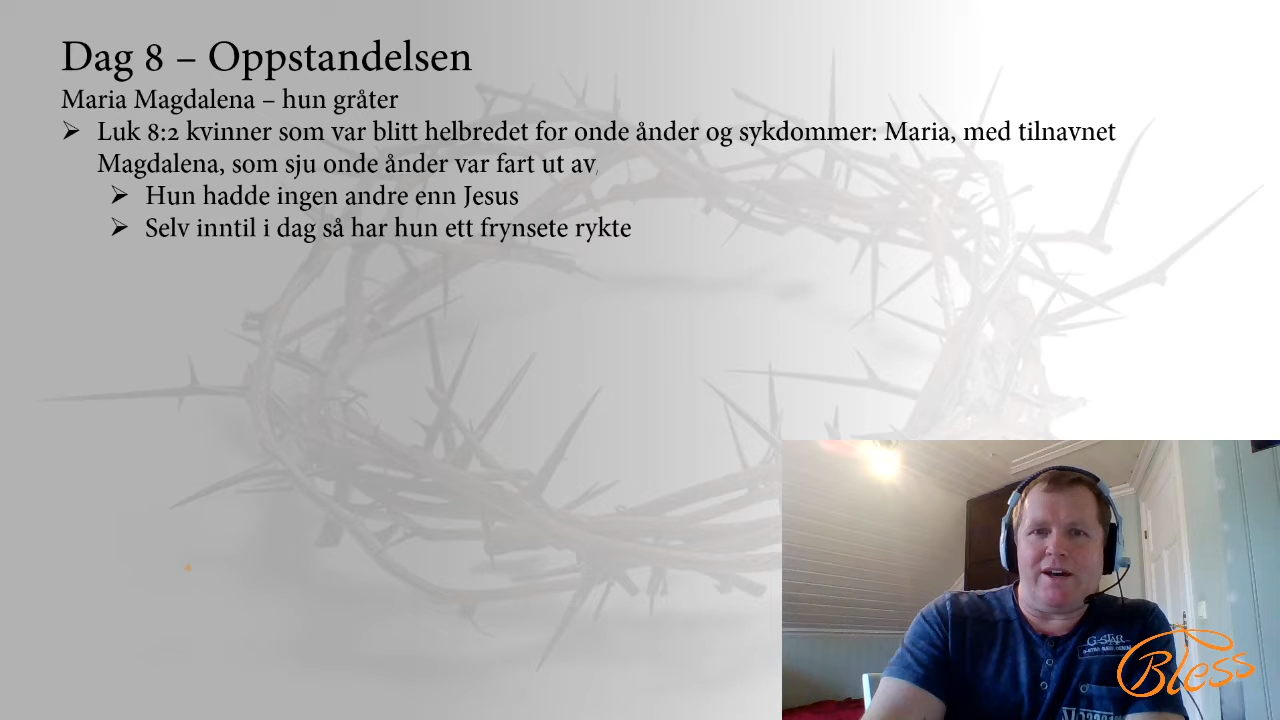 Dag 8 – Oppstandelsen
Maria Magdalena – hun gråter
➢ Luk 8:2 kvinner som var blitt helbredet for onde ånder og sykdommer: Maria, med tilnavnet
Magdalena, som sju onde ånder var fart ut av,
➢ Hun hadde ingen andre enn Jesus
➢ Selv inntil i dag så har hun ett frynsete rykte
G-STAR
Bless